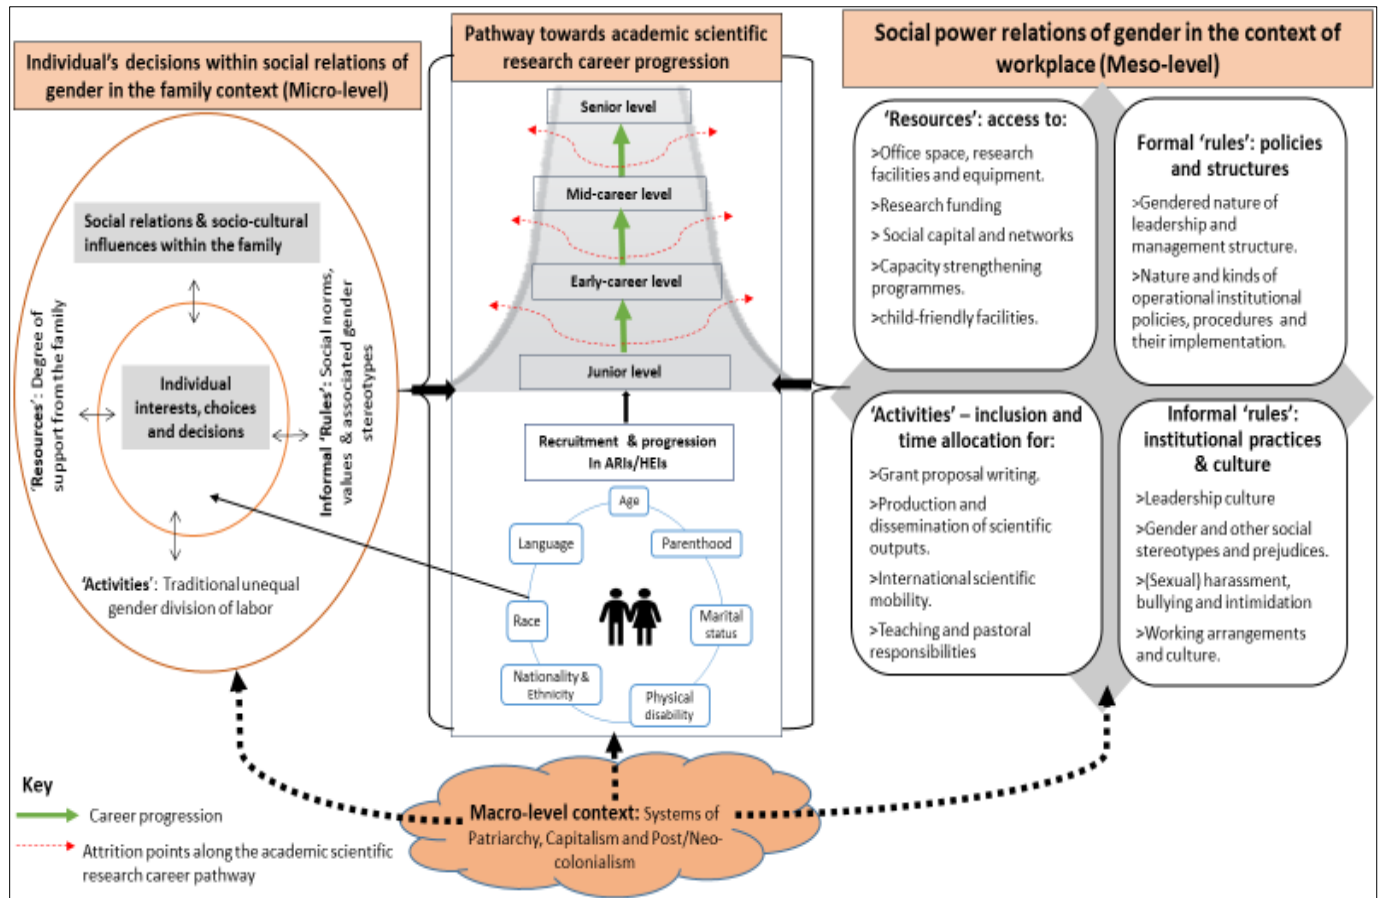 Individual's decisions within social relations of
gender in the family context (Micro-level)
Social relations & socio-cultural
influences within the family
'Resources': Degree of
support from the family
Individual
interests, choices
and decisions
Informal 'Rules': Social norms,
values & associated gender
stereotypes
'Activities': Traditional unequal
gender division of labor
Pathway towards academic scientific
research career progression
Senior level
Mid-career level
Early-career level
Junior level
Recruitment & progression
In ARIs/HEIs
Age
Language
Parenthood
Race
Marital
status
Nationality &
Ethnicity
Physical
disability
Social power relations of gender in the context of
workplace (Meso-level)
'Resources': access to:
>Office space, research
facilities and equipment.
>Research funding
> Social capital and networks
>Capacity strengthening
programmes.
>child-friendly facilities.
Formal 'rules': policies
and structures
>Gendered nature of
leadership and
management structure.
>Nature and kinds of
operational institutional
policies, procedures and
their implementation.
'Activities' – inclusion and
time allocation for:
>Grant proposal writing.
>Production and
dissemination of scientific
outputs.
>International scientific
mobility.
>Teaching and pastoral
responsibilities
Informal 'rules':
institutional practices
& culture
>Leadership culture
>Gender and other social
stereotypes and prejudices.
>(Sexual) harassment,
bullying and intimidation
>Working arrangements
and culture.
Macro-level context: Systems of
Patriarchy, Capitalism and Post/Neo-
colonialism
Key
Career progression
Attrition points along the academic scientific
research career pathway